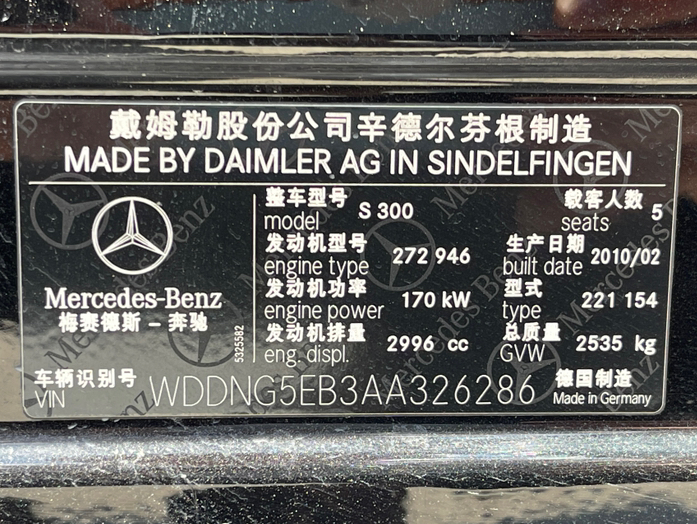 戴姆勒股份公司辛德尔芬根制造
MADE BY DAIMLER AG IN SINDELFINGEN
整车型号 S 300 载客人数 5
model seats
发动机型号 272 946 生产日期 2010/02
engine type built date
发动机功率 170 kW 型式 221 154
engine power type
发动机排量 2996 cc 总质量 2535 kg
eng. displ. GVW
Mercedes-Benz
梅赛德斯 - 奔驰
5325582
车辆识别号 WDDNG5EB3AA326286 德国制造
VIN Made in Germany